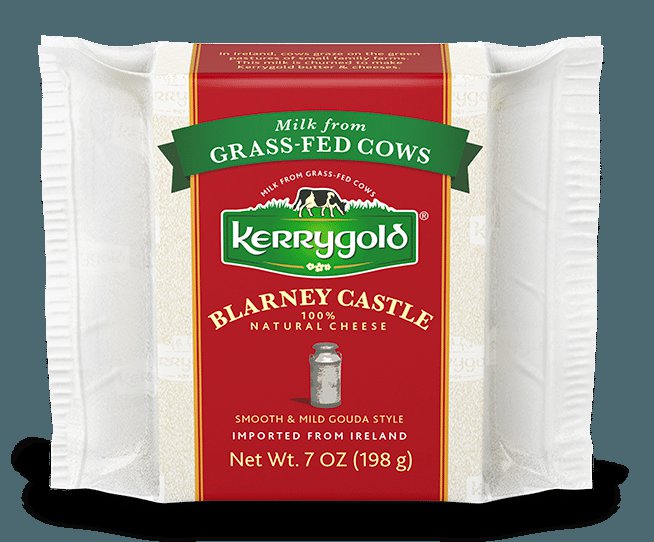 In Ireland, cows graze on the green
pastures of small family farms.
This milk is churned to make
Kerrygold butter & cheeses.
Milk from
GRASS-FED COWS
MILK FROM GRASS-FED COWS
Kerrygold®
BLARNEY CASTLE
100%
NATURAL CHEESE
SMOOTH & MILD GOUDA STYLE
IMPORTED FROM IRELAND
Net Wt. 7 OZ (198 g)